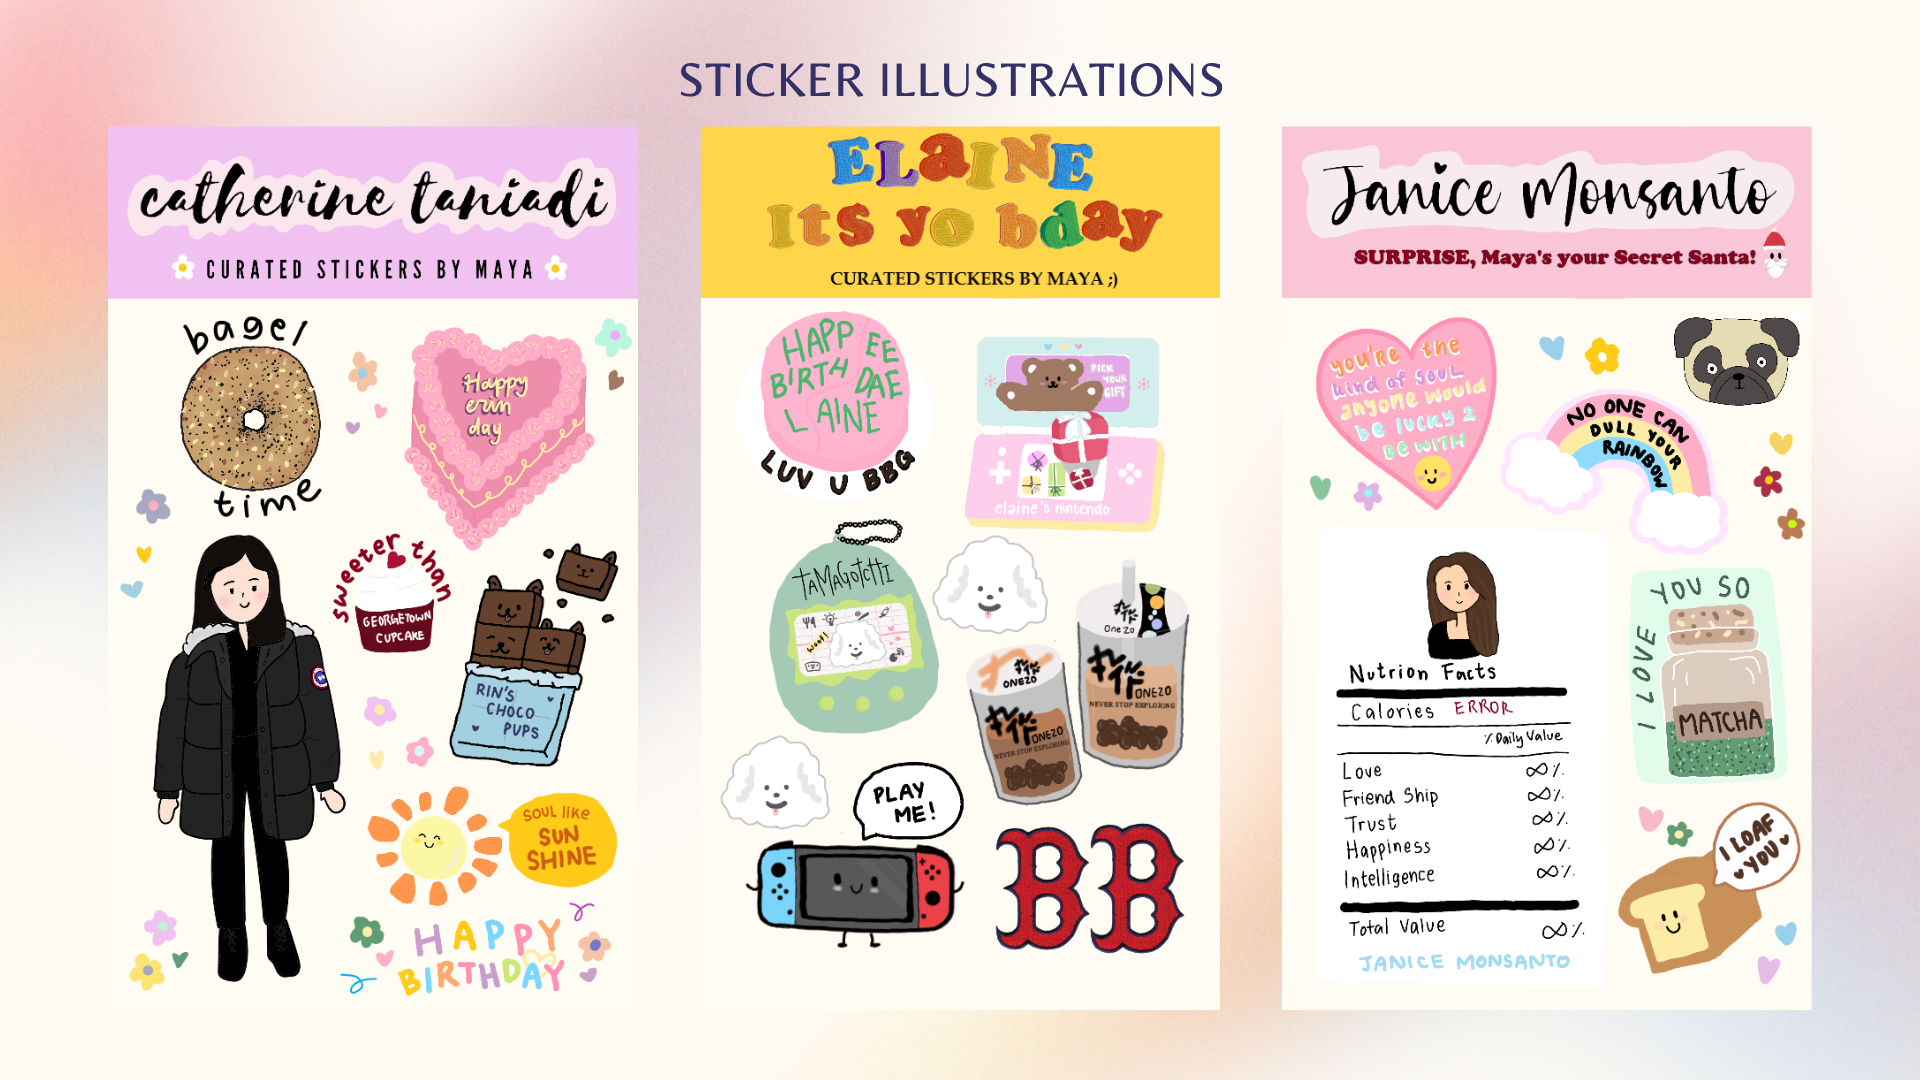 STICKER ILLUSTRATIONS
catherine taniadi
CURATED STICKERS BY MAYA
bagel
time
Happy
erin
day
sweeter than
GEORGETOWN
CUPCAKE
RIN'S
CHOCO
PUPS
SOUL like
SUN
SHINE
HAPPY
BIRTHDAY
ELaINE
Its yo bday
CURATED STICKERS BY MAYA ;)
HAPP EE
BIRTH DAE
L AINE
LUV U BBG
PICK
YOUR
GIFT
elaine's nintendo
TAMAGOTCHI
woof!
One Zo
ONEZO
NEVER STOP EXPLORING
ONEZO
ONEZO
NEVER STOP EXPLORING
PLAY
ME!
BB
Janice Monsanto
SURPRISE, Maya's your Secret Santa!
you're the
kind of soul
anyone would
be lucky 2
BE WITH
NO ONE CAN
DULL YOUR
RAINBOW
Nutrion Facts
Calories ERROR
% Daily Value
Love ∞%
Friend Ship ∞%
Trust ∞%
Happiness ∞%
Intelligence ∞%
Total Value ∞%
JANICE MONSANTO
I LOVE
YOU SO
MATCHA
I LOAF
YOU